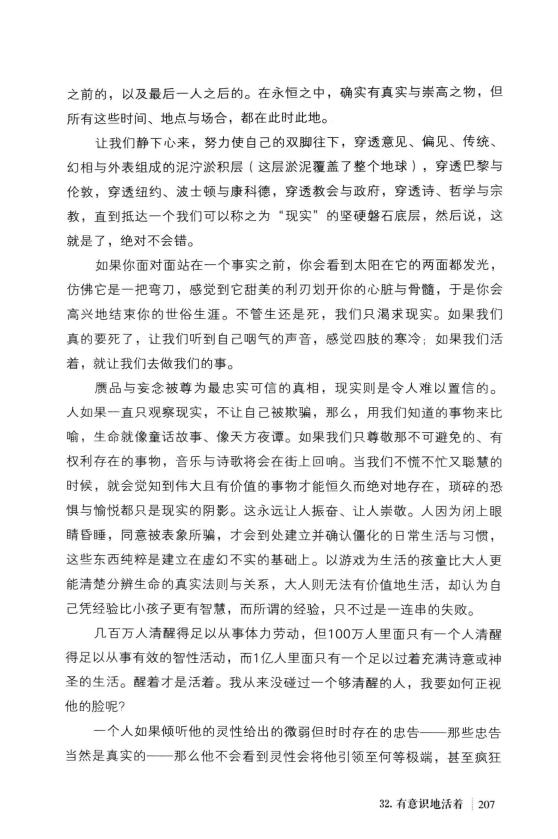 之前的，以及最后一人之后的。在永恒之中，确实有真实与崇高之物，但
所有这些时间、地点与场合，都在此时此地。
让我们静下心来，努力使自己的双脚往下，穿透意见、偏见、传统、
幻相与外表组成的泥泞淤积层（这层淤泥覆盖了整个地球），穿透巴黎与
伦敦，穿透纽约、波士顿与康科德，穿透教会与政府，穿透诗、哲学与宗
教，直到抵达一个我们可以称之为“现实”的坚硬磐石底层，然后说，这
就是了，绝对不会错。
如果你面对面站在一个事实之前，你会看到太阳在它的两面都发光，
仿佛它是一把弯刀，感觉到它甜美的利刃划开你的心脏与骨髓，于是你会
高兴地结束你的世俗生涯。不管生还是死，我们只渴求现实。如果我们
真的要死了，让我们听到自己咽气的声音，感觉四肢的寒冷；如果我们活
着，就让我们去做我们的事。
赝品与妄念被尊为最忠实可信的真相，现实则是令人难以置信的。
人如果一直只观察现实，不让自己被欺骗，那么，用我们知道的事物来比
喻，生命就像童话故事、像天方夜谭。如果我们只尊敬那不可避免的、有
权利存在的事物，音乐与诗歌将会在街上回响。当我们不慌不忙又聪慧的
时候，就会觉知到伟大且有价值的事物才能恒久而绝对地存在，琐碎的恐
惧与愉悦都只是现实的阴影。这永远让人振奋、让人崇敬。人因为闭上眼
睛昏睡，同意被表象所骗，才会到处建立并确认僵化的日常生活与习惯，
这些东西纯粹是建立在虚幻不实的基础上。以游戏为生活的孩童比大人更
能清楚分辨生命的真实法则与关系，大人则无法有价值地生活，却认为自
己凭经验比小孩子更有智慧，而所谓的经验，只不过是一连串的失败。
几百万人清醒得足以从事体力劳动，但100万人里面只有一个人清醒
得足以从事有效的智性活动，而1亿人里面只有一个足以过着充满诗意或神
圣的生活。醒着才是活着。我从来没碰过一个够清醒的人，我要如何正视
他的脸呢？
一个人如果倾听他的灵性给出的微弱但时时存在的忠告——那些忠告
当然是真实的——那么他不会看到灵性会将他引领至何等极端，甚至疯狂
32. 有意识地活着 | 207